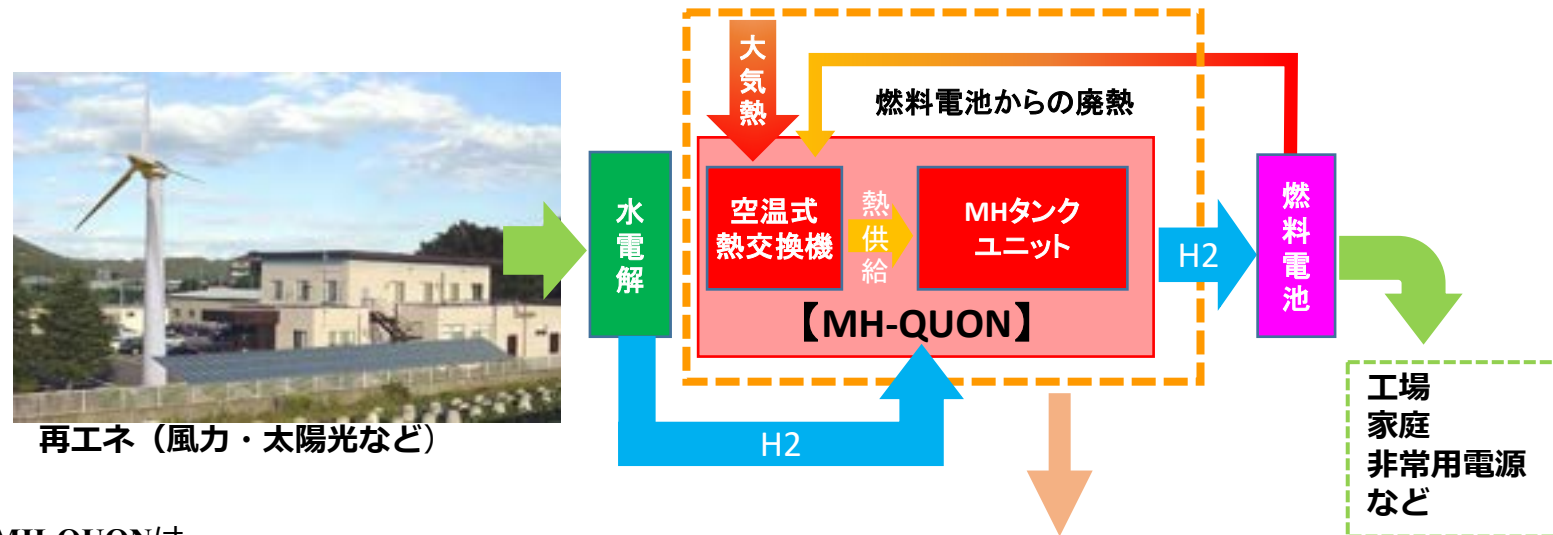 大気熱
燃料電池からの廃熱
水電解
空温式
熱交換機
熱供給
MHタンク
ユニット
【MH-QUON】
H2
燃料電池
H2
再エネ（風力・太陽光など）
工場
家庭
非常用電源
など